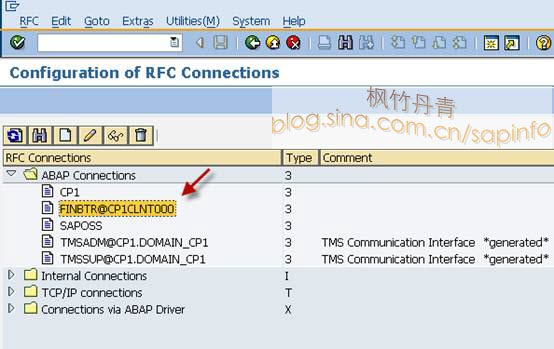 RFC Edit Goto Extras Utilities(M) System Help
Configuration of RFC Connections
枫竹丹青
blog.sina.com.cn/sapinfo
RFC Connections Type Comment
ABAP Connections 3
CP1 3
FINBTR@CP1CLNT000 3
SAPOSS 3
TMSADM@CP1.DOMAIN_CP1 3 TMS Communication Interface *generated*
TMSSUP@CP1.DOMAIN_CP1 3 TMS Communication Interface *generated*
Internal Connections I
TCP/IP connections T
Connections via ABAP Driver X